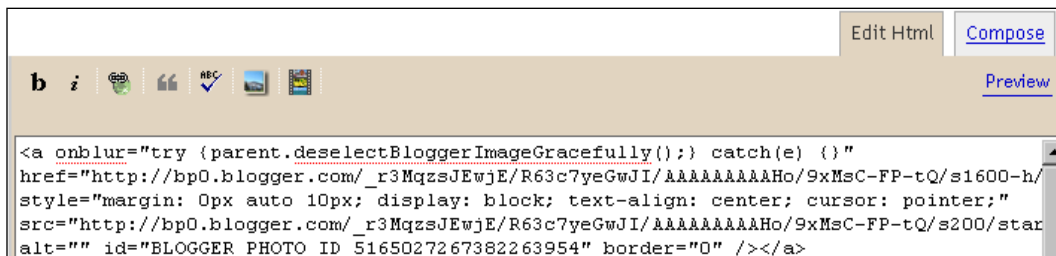 Edit Html Compose
b i ABC
Preview
<a onblur="try {parent.deselectBloggerImageGracefully();} catch(e) {}"
href="http://bp0.blogger.com/_r3MqzsJEwjE/R63c7yeGwJI/AAAAAAAAAHo/9xMsC-FP-tQ/s1600-h/
style="margin: 0px auto 10px; display: block; text-align: center; cursor: pointer;"
src="http://bp0.blogger.com/_r3MqzsJEwjE/R63c7yeGwJI/AAAAAAAAAHo/9xMsC-FP-tQ/s200/star
alt="" id="BLOGGER_PHOTO_ID_5165027267382263954" border="0" /></a>